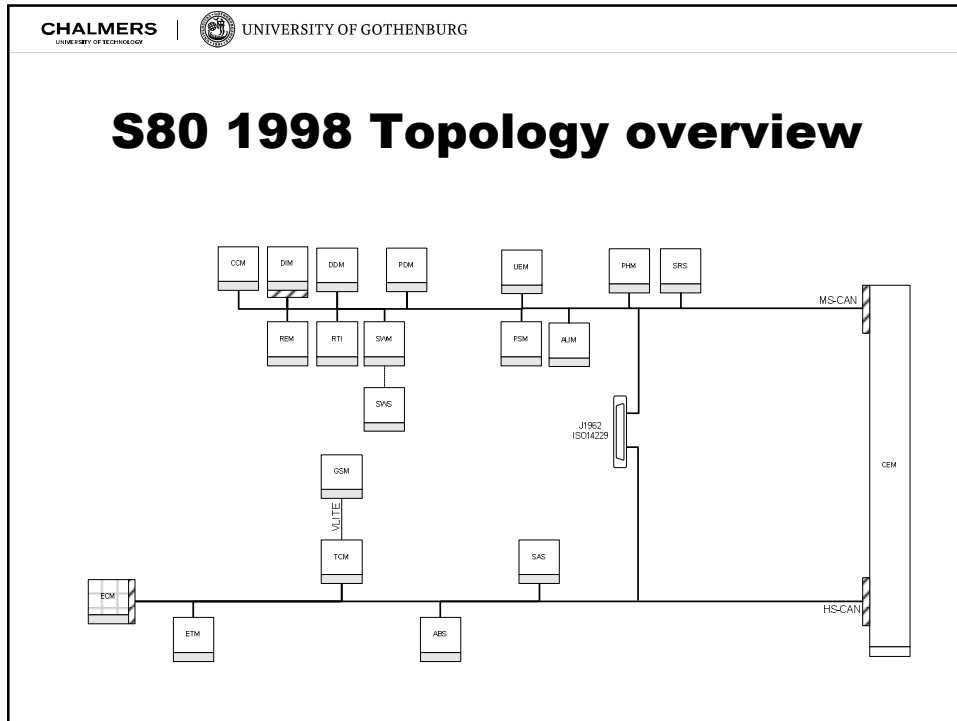 CHALMERS
UNIVERSITY OF TECHNOLOGY
UNIVERSITY OF GOTHENBURG
S80 1998 Topology overview
CCM DIM DDM PDM UEM PHM SRS
MS-CAN
REM RTI SWM PSM AUM
SWS
J1962
ISO14229
CEM
GSM
VLITE
TCM SAS
ECM
HS-CAN
ETM ABS